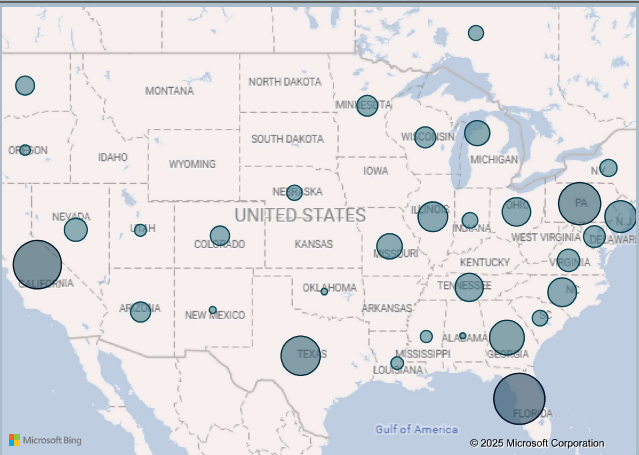 NORTH DAKOTA
MONTANA
MINNESOTA
OREGON
SOUTH DAKOTA
WISCONSIN
IDAHO
WYOMING
MICHIGAN
IOWA
N
NEBRASKA
PA
NEVADA
UNITED STATES
ILLINOIS
OHIO
N J
UTAH
COLORADO
KANSAS
MISSOURI
INDIANA
WEST VIRGINIA
DELAWAR
KENTUCKY
VIRGINIA
CALIFORNIA
OKLAHOMA
TENNESSEE
NC
ARIZONA
NEW MEXICO
ARKANSAS
SC
TEXAS
MISSISSIPPI
ALABAMA
GEORGIA
LOUISIANA
FLORIDA
Gulf of America
Microsoft Bing
© 2025 Microsoft Corporation